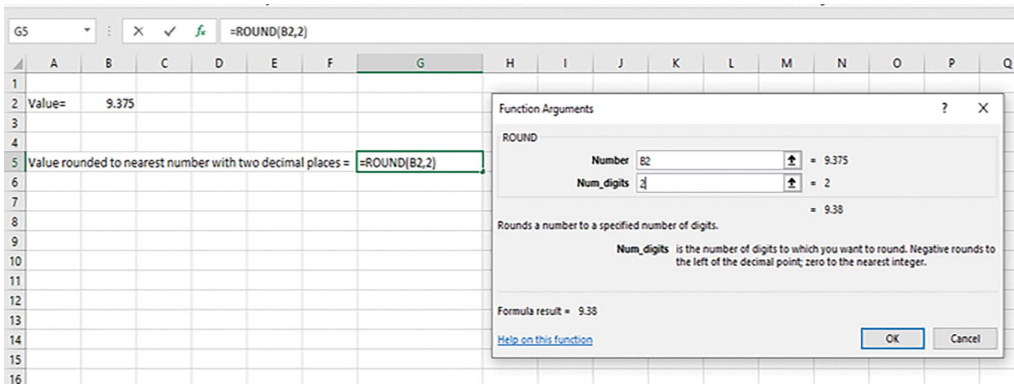 G5 =ROUND(B2,2)
A B C D E F G H I J K L M N O P Q
1
2 Value= 9.375
3
4
5 Value rounded to nearest number with two decimal places = =ROUND(B2,2)
6
7
8
9
10
11
12
13
14
15
16
Function Arguments ? X
ROUND
Number B2 = 9.375
Num_digits 2 = 2
= 9.38
Rounds a number to a specified number of digits.
Num_digits is the number of digits to which you want to round. Negative rounds to
the left of the decimal point; zero to the nearest integer.
Formula result = 9.38
Help on this function OK Cancel